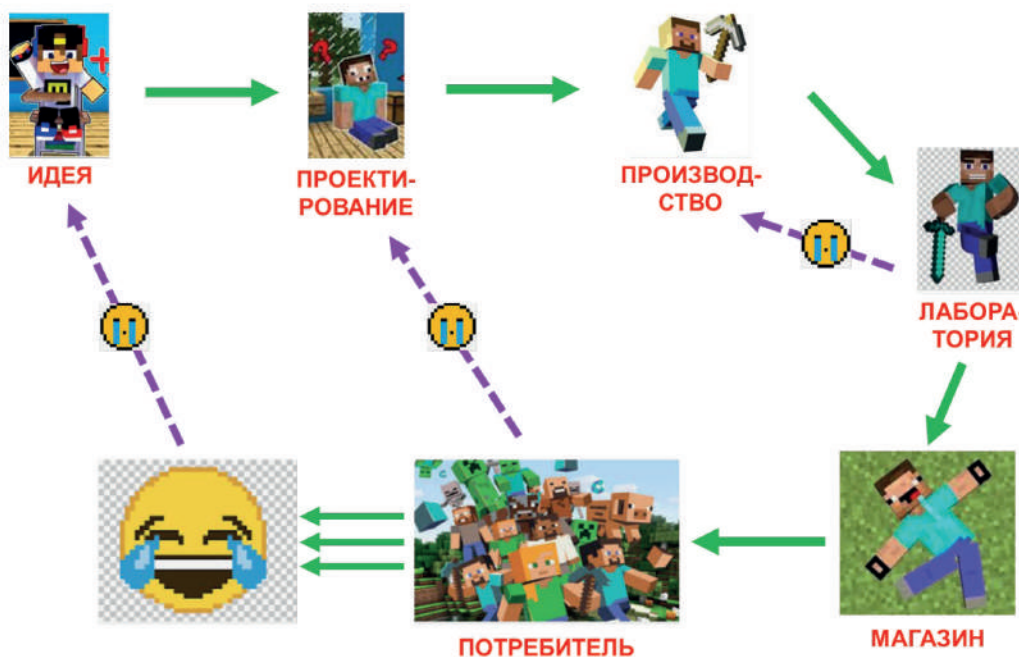 ИДЕЯ
ПРОЕКТИ-
РОВАНИЕ
ПРОИЗВОД-
СТВО
ЛАБОРА-
ТОРИЯ
ПОТРЕБИТЕЛЬ
МАГАЗИН